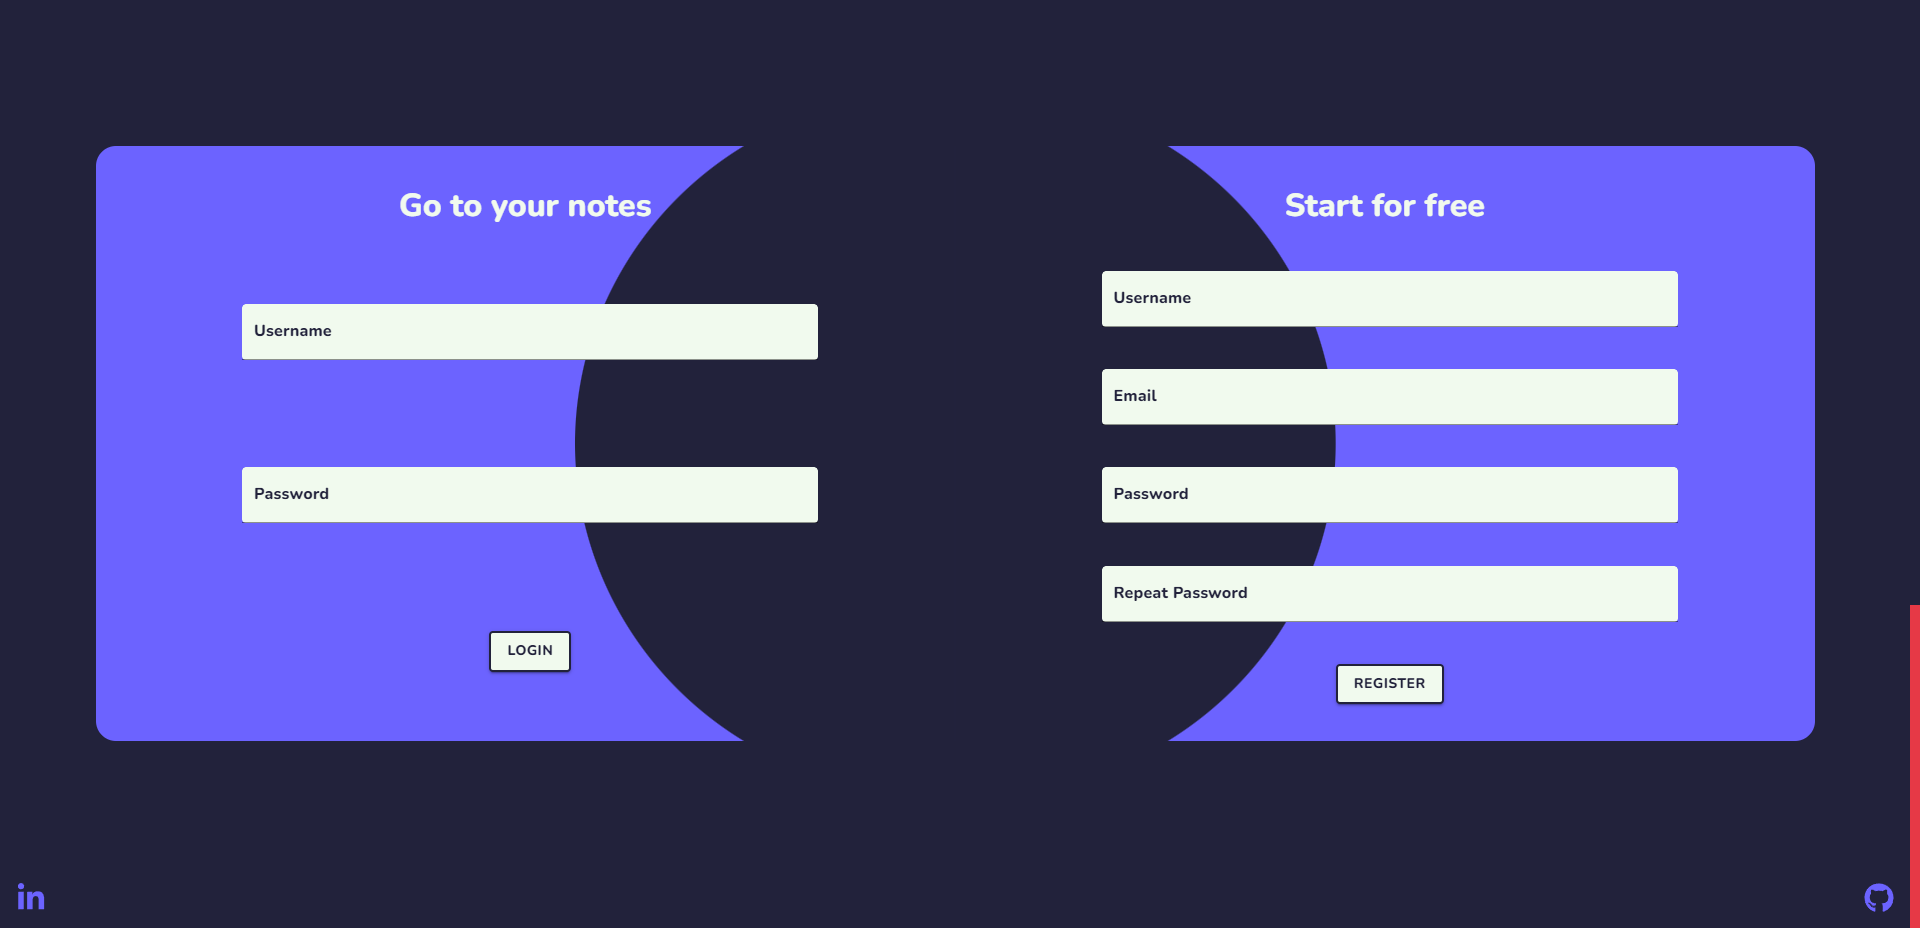 Go to your notes
Username
Password
LOGIN
Start for free
Username
Email
Password
Repeat Password
REGISTER
in